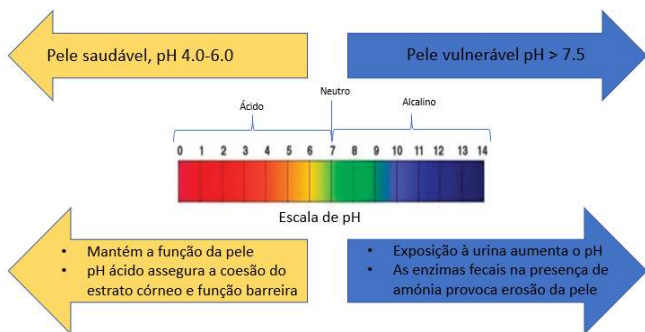 Pele saudável, pH 4.0-6.0
Pele vulnerável pH > 7.5
Neutro
Ácido
Alcalino
0 1 2 3 4 5 6 7 8 9 10 11 12 13 14
Escala de pH
• Mantém a função da pele
• pH ácido assegura a coesão do
estrato córneo e função barreira
• Exposição à urina aumenta o pH
• As enzimas fecais na presença de
amónia provoca erosão da pele